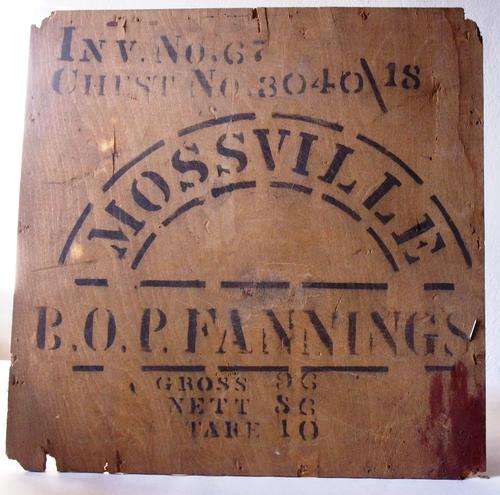 INV. NO. 67
CHEST NO. 3040\18
MOSSVILLE
B.O.P. FANNINGS
GROSS 96
NETT 86
TARE 10